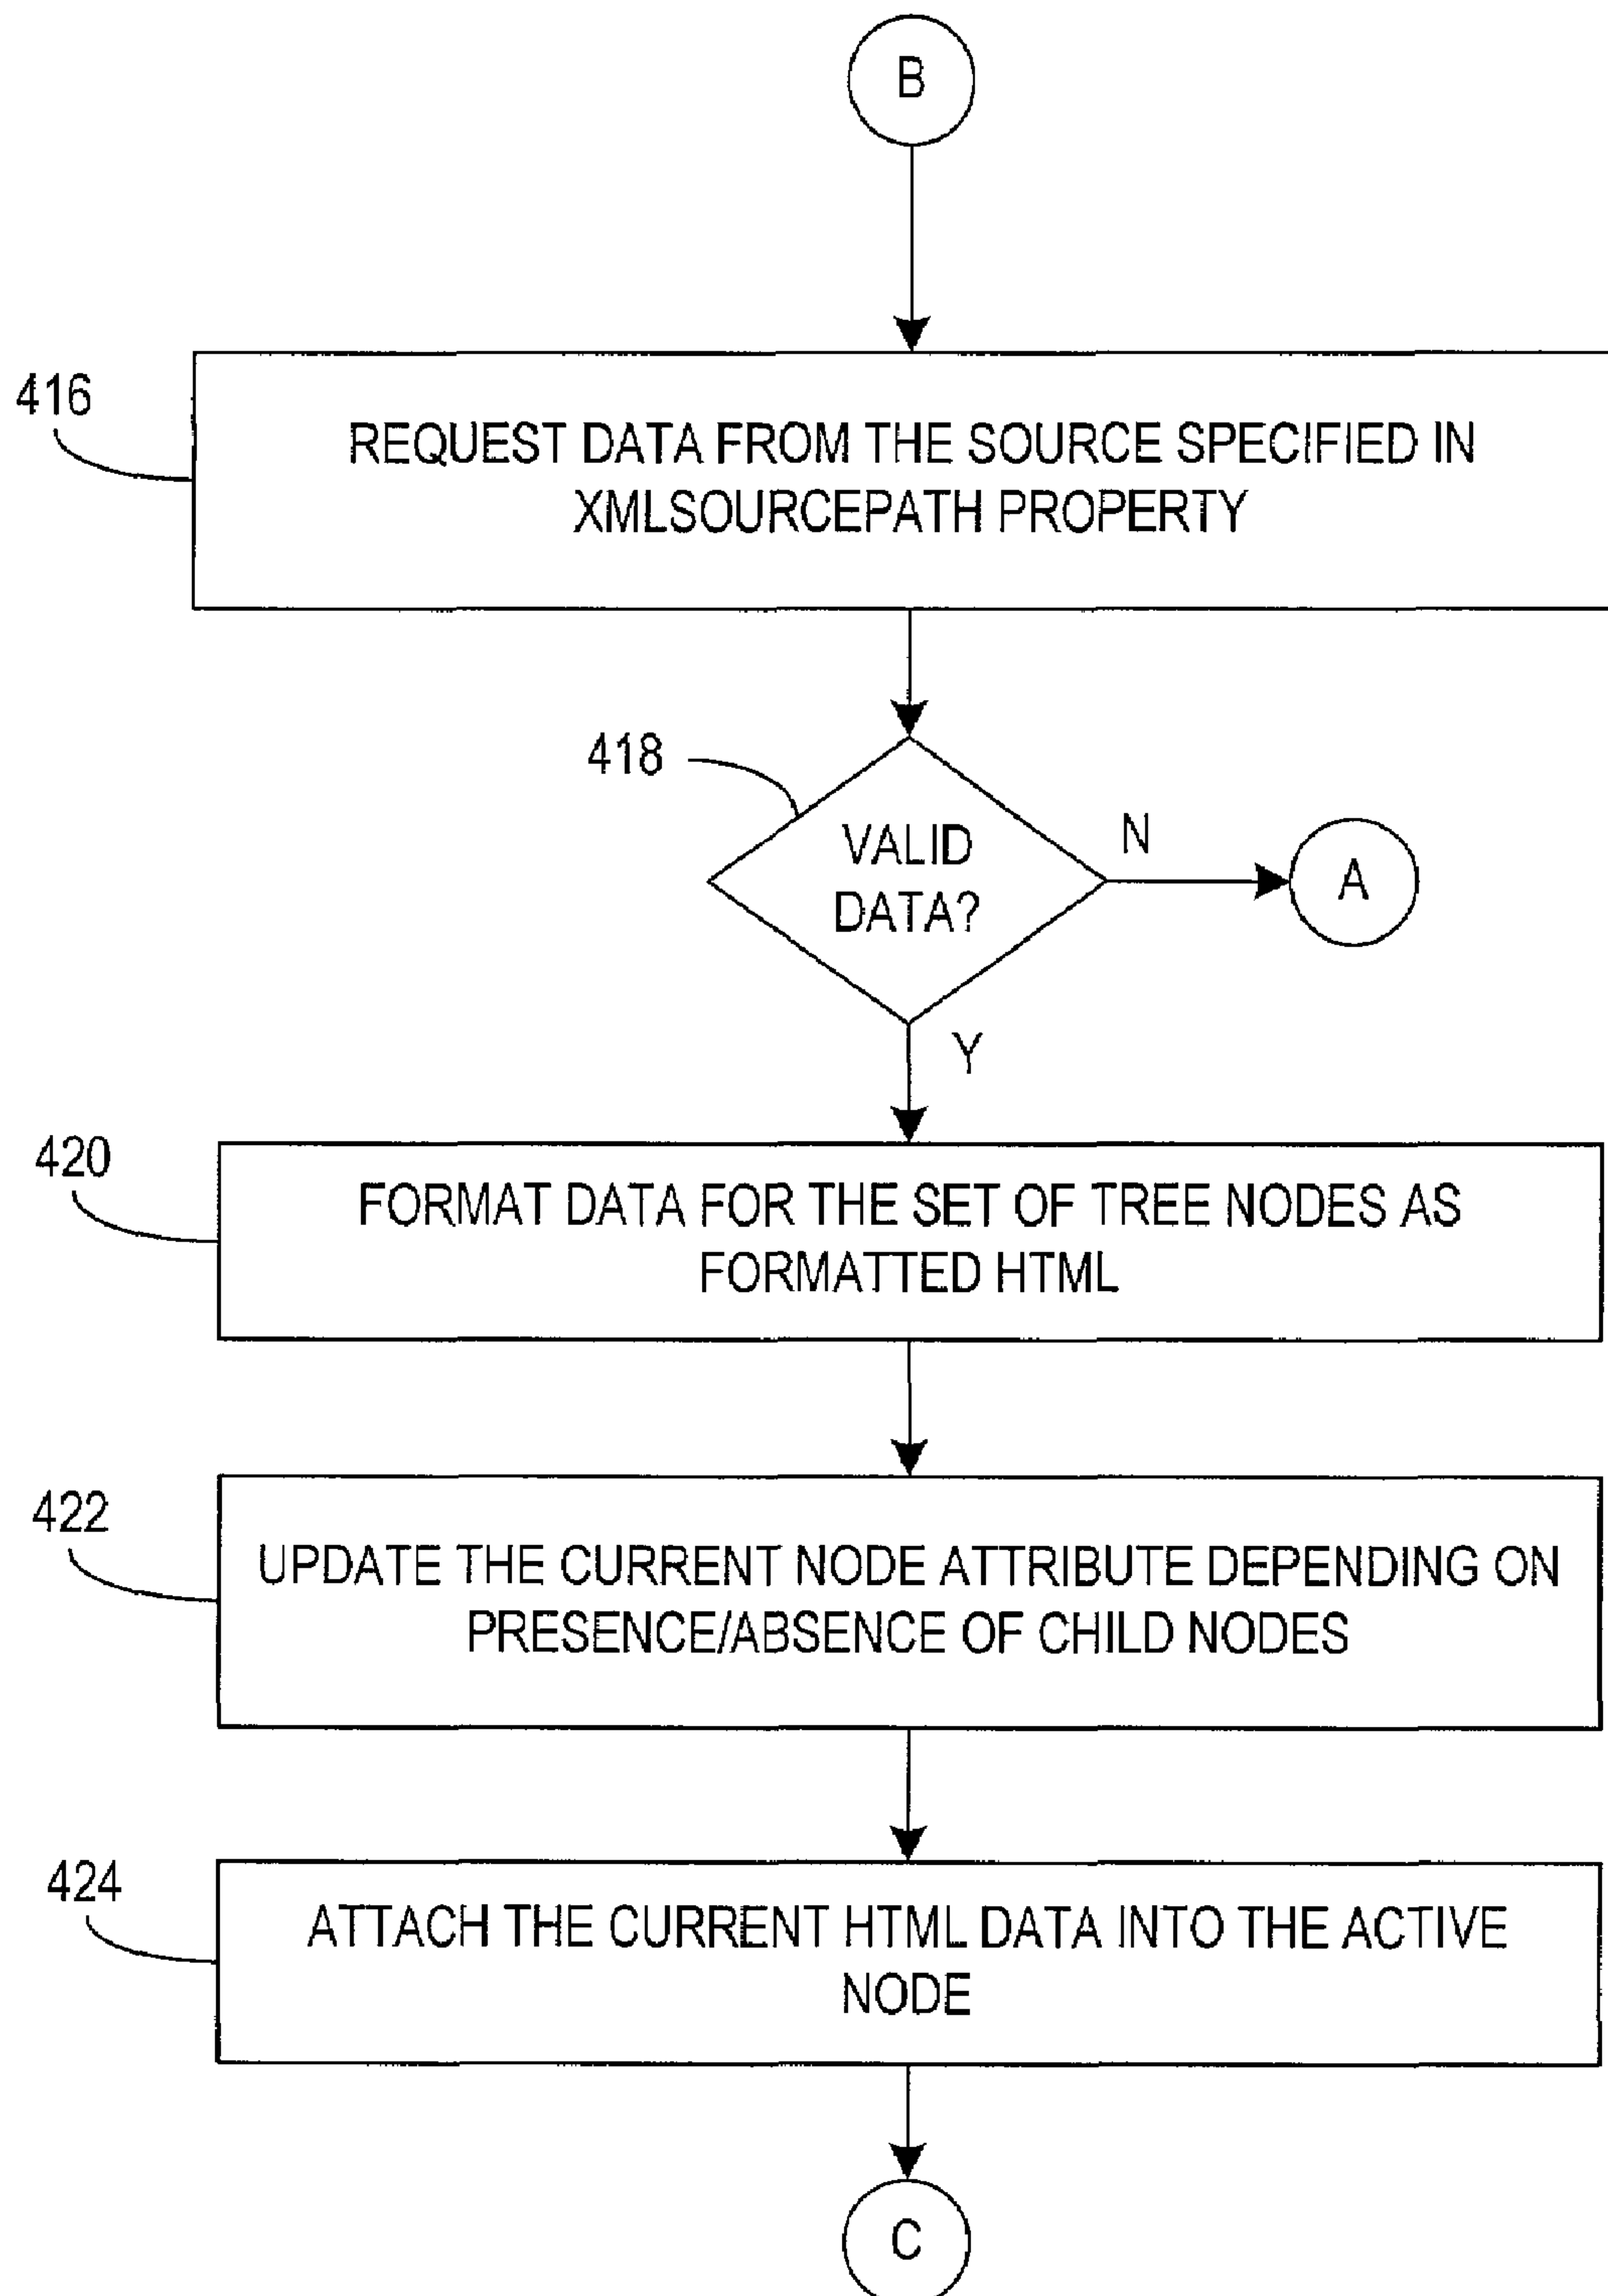 B
416
REQUEST DATA FROM THE SOURCE SPECIFIED IN
XMLSOURCEPATH PROPERTY
418
VALID
DATA?
N
A
Y
420
FORMAT DATA FOR THE SET OF TREE NODES AS
FORMATTED HTML
422
UPDATE THE CURRENT NODE ATTRIBUTE DEPENDING ON
PRESENCE/ABSENCE OF CHILD NODES
424
ATTACH THE CURRENT HTML DATA INTO THE ACTIVE
NODE
C